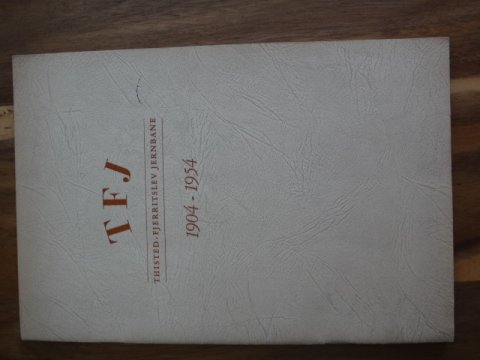 TFJ
THISTED-FJERRITSLEV JERNBANE
1904 - 1954